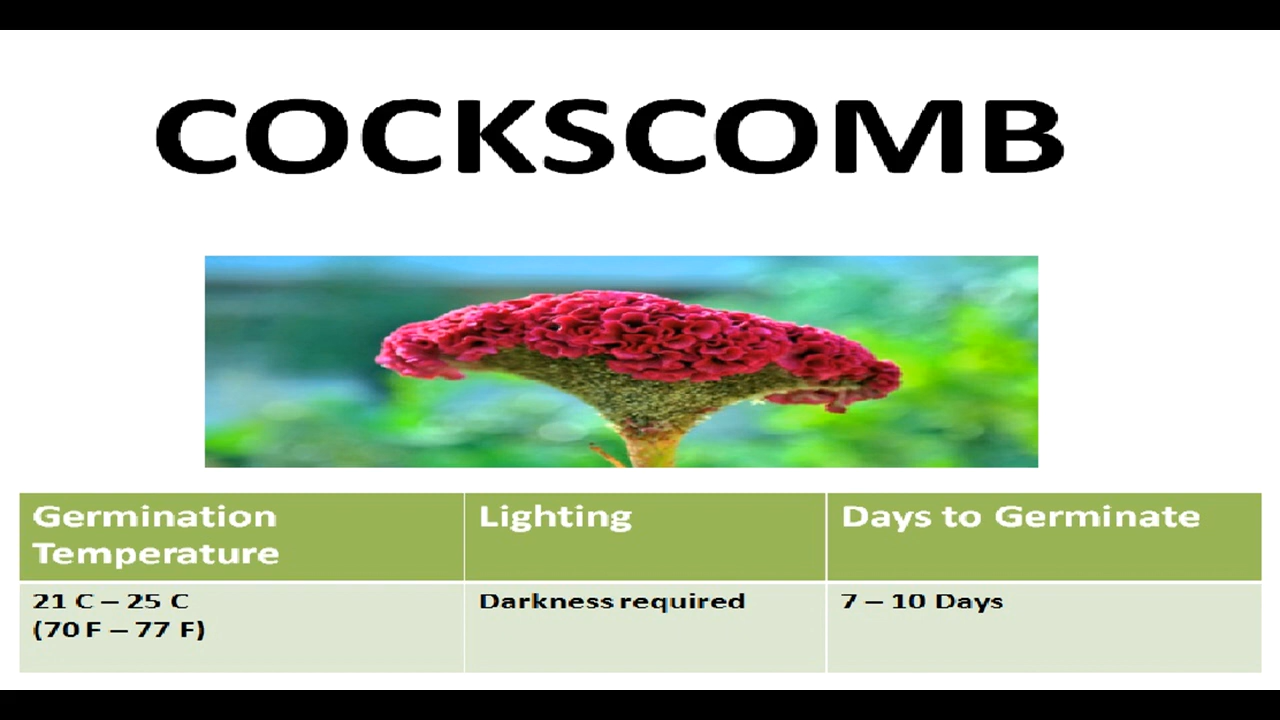 COCKSCOMB
Germination
Temperature
Lighting
Days to Germinate
21 C – 25 C
(70 F – 77 F)
Darkness required
7 – 10 Days